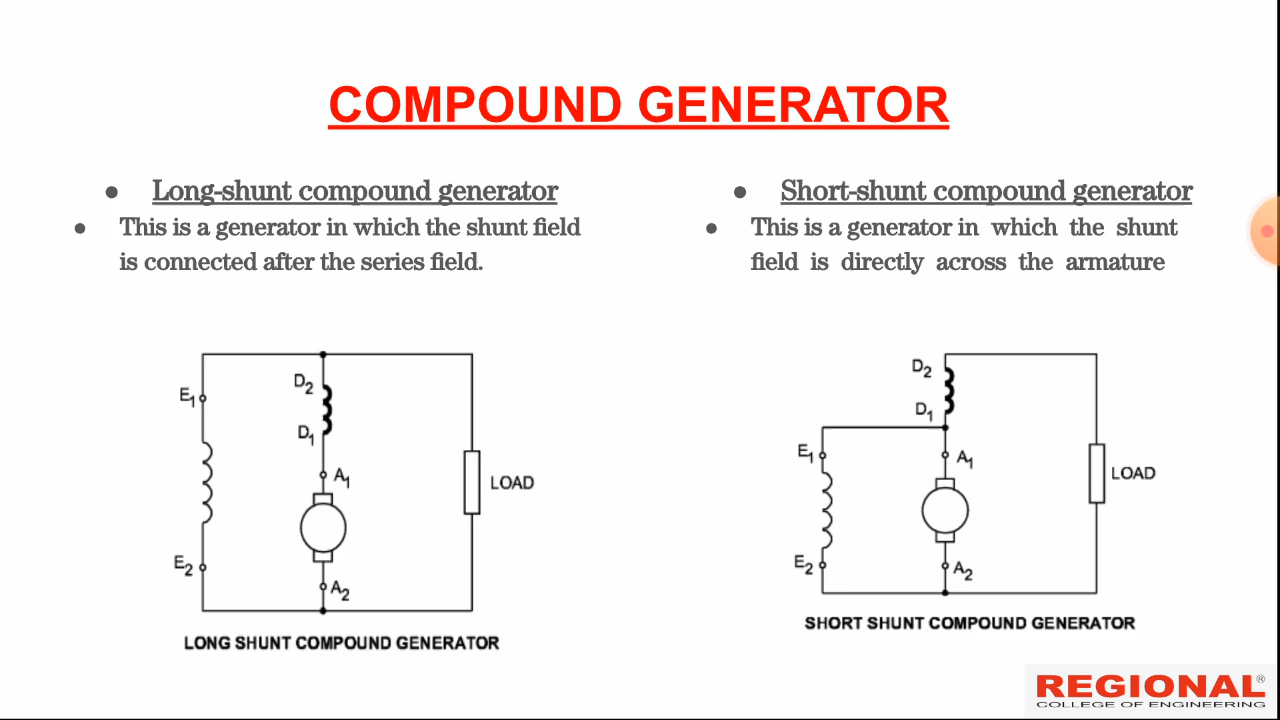 COMPOUND GENERATOR
● Long-shunt compound generator
● This is a generator in which the shunt field
is connected after the series field.
● Short-shunt compound generator
● This is a generator in which the shunt
field is directly across the armature
D2
E1
D1
A1
LOAD
E2
A2
LONG SHUNT COMPOUND GENERATOR
D2
D1
E1
A1
LOAD
E2
A2
SHORT SHUNT COMPOUND GENERATOR
REGIONAL®
COLLEGE OF ENGINEERING